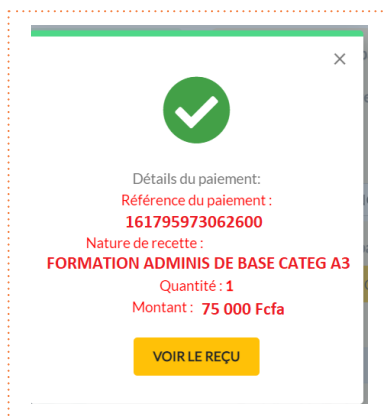 Détails du paiement:
Référence du paiement :
161795973062600
Nature de recette :
FORMATION ADMINIS DE BASE CATEG A3
Quantité : 1
Montant : 75 000 Fcfa
VOIR LE REÇU